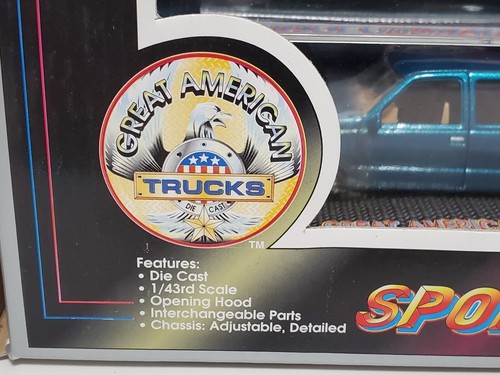 GREAT AMERICAN
TRUCKS
DIE CAST
TM
Features:
• Die Cast
• 1/43rd Scale
• Opening Hood
• Interchangeable Parts
• Chassis: Adjustable, Detailed
SPO